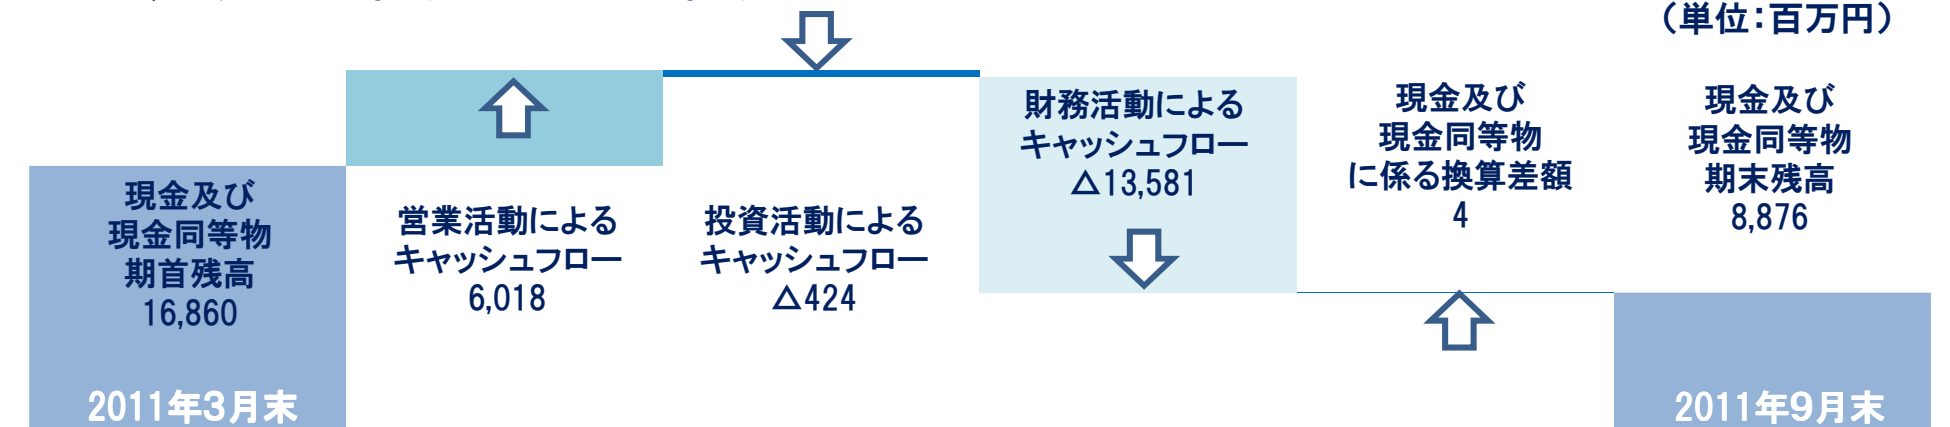 （単位：百万円）
現金及び
現金同等物
期首残高
16,860
2011年3月末
営業活動による
キャッシュフロー
6,018
投資活動による
キャッシュフロー
△424
財務活動による
キャッシュフロー
△13,581
現金及び
現金同等物
に係る換算差額
4
現金及び
現金同等物
期末残高
8,876
2011年9月末